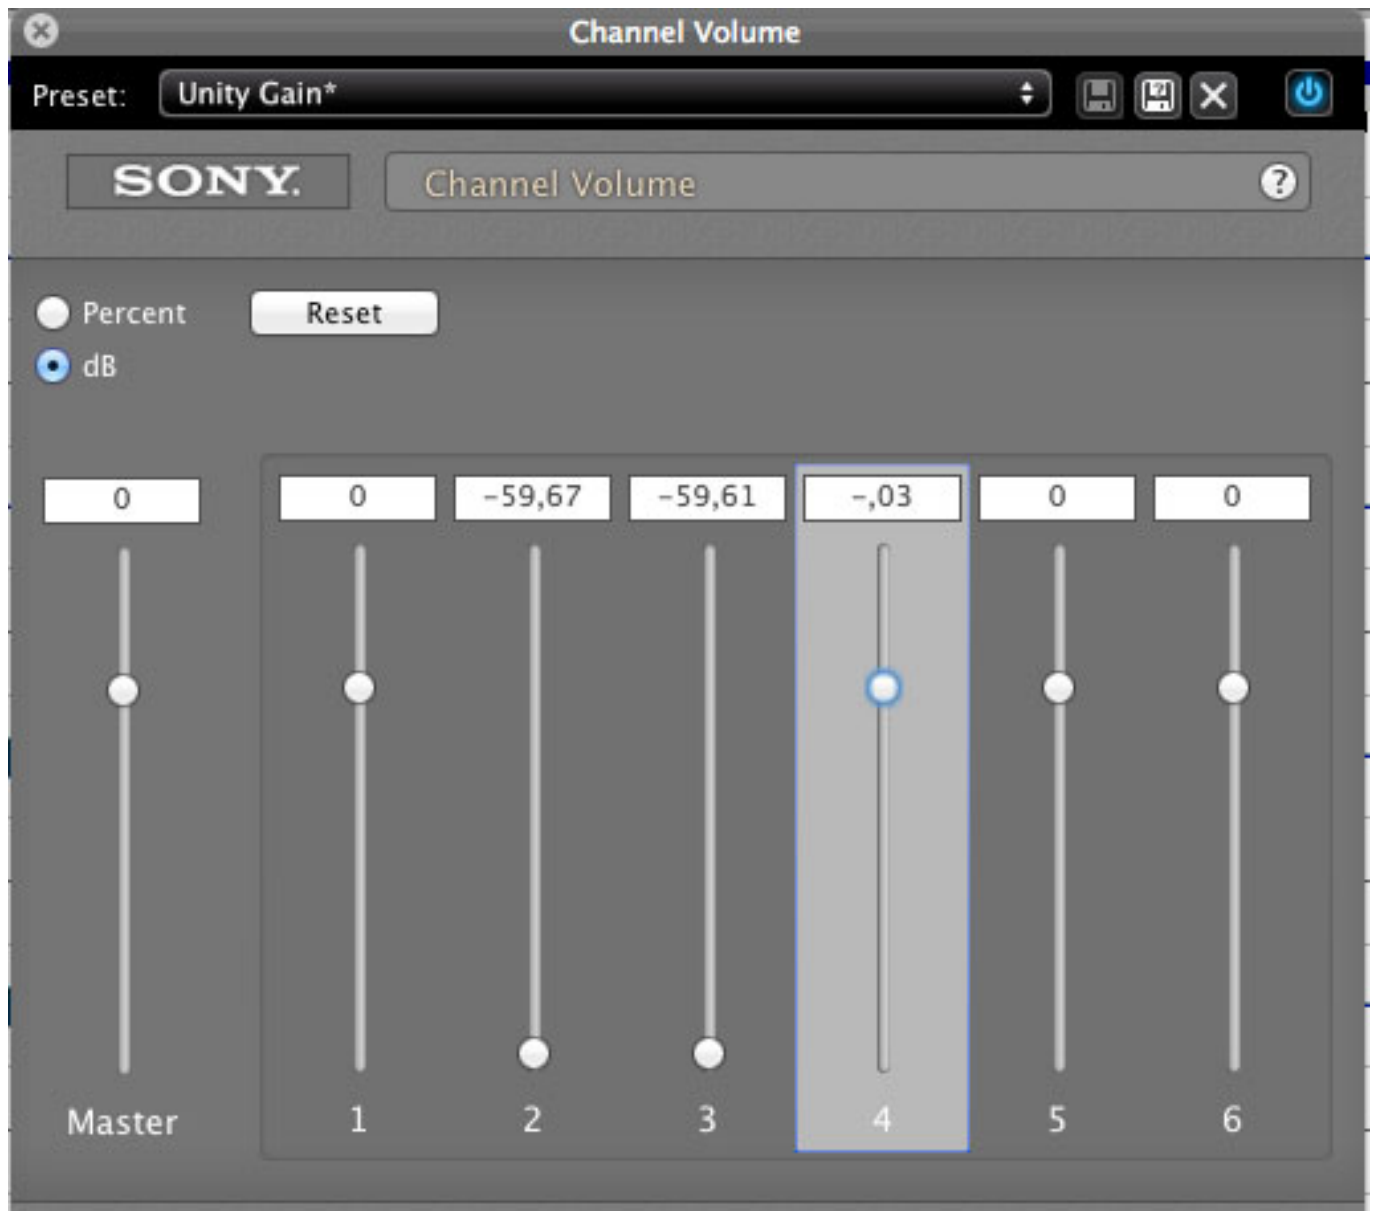 Channel Volume
Preset: Unity Gain*
SONY. Channel Volume ?
Percent Reset
dB
0 0 -59,67 -59,61 -,03 0 0
Master 1 2 3 4 5 6